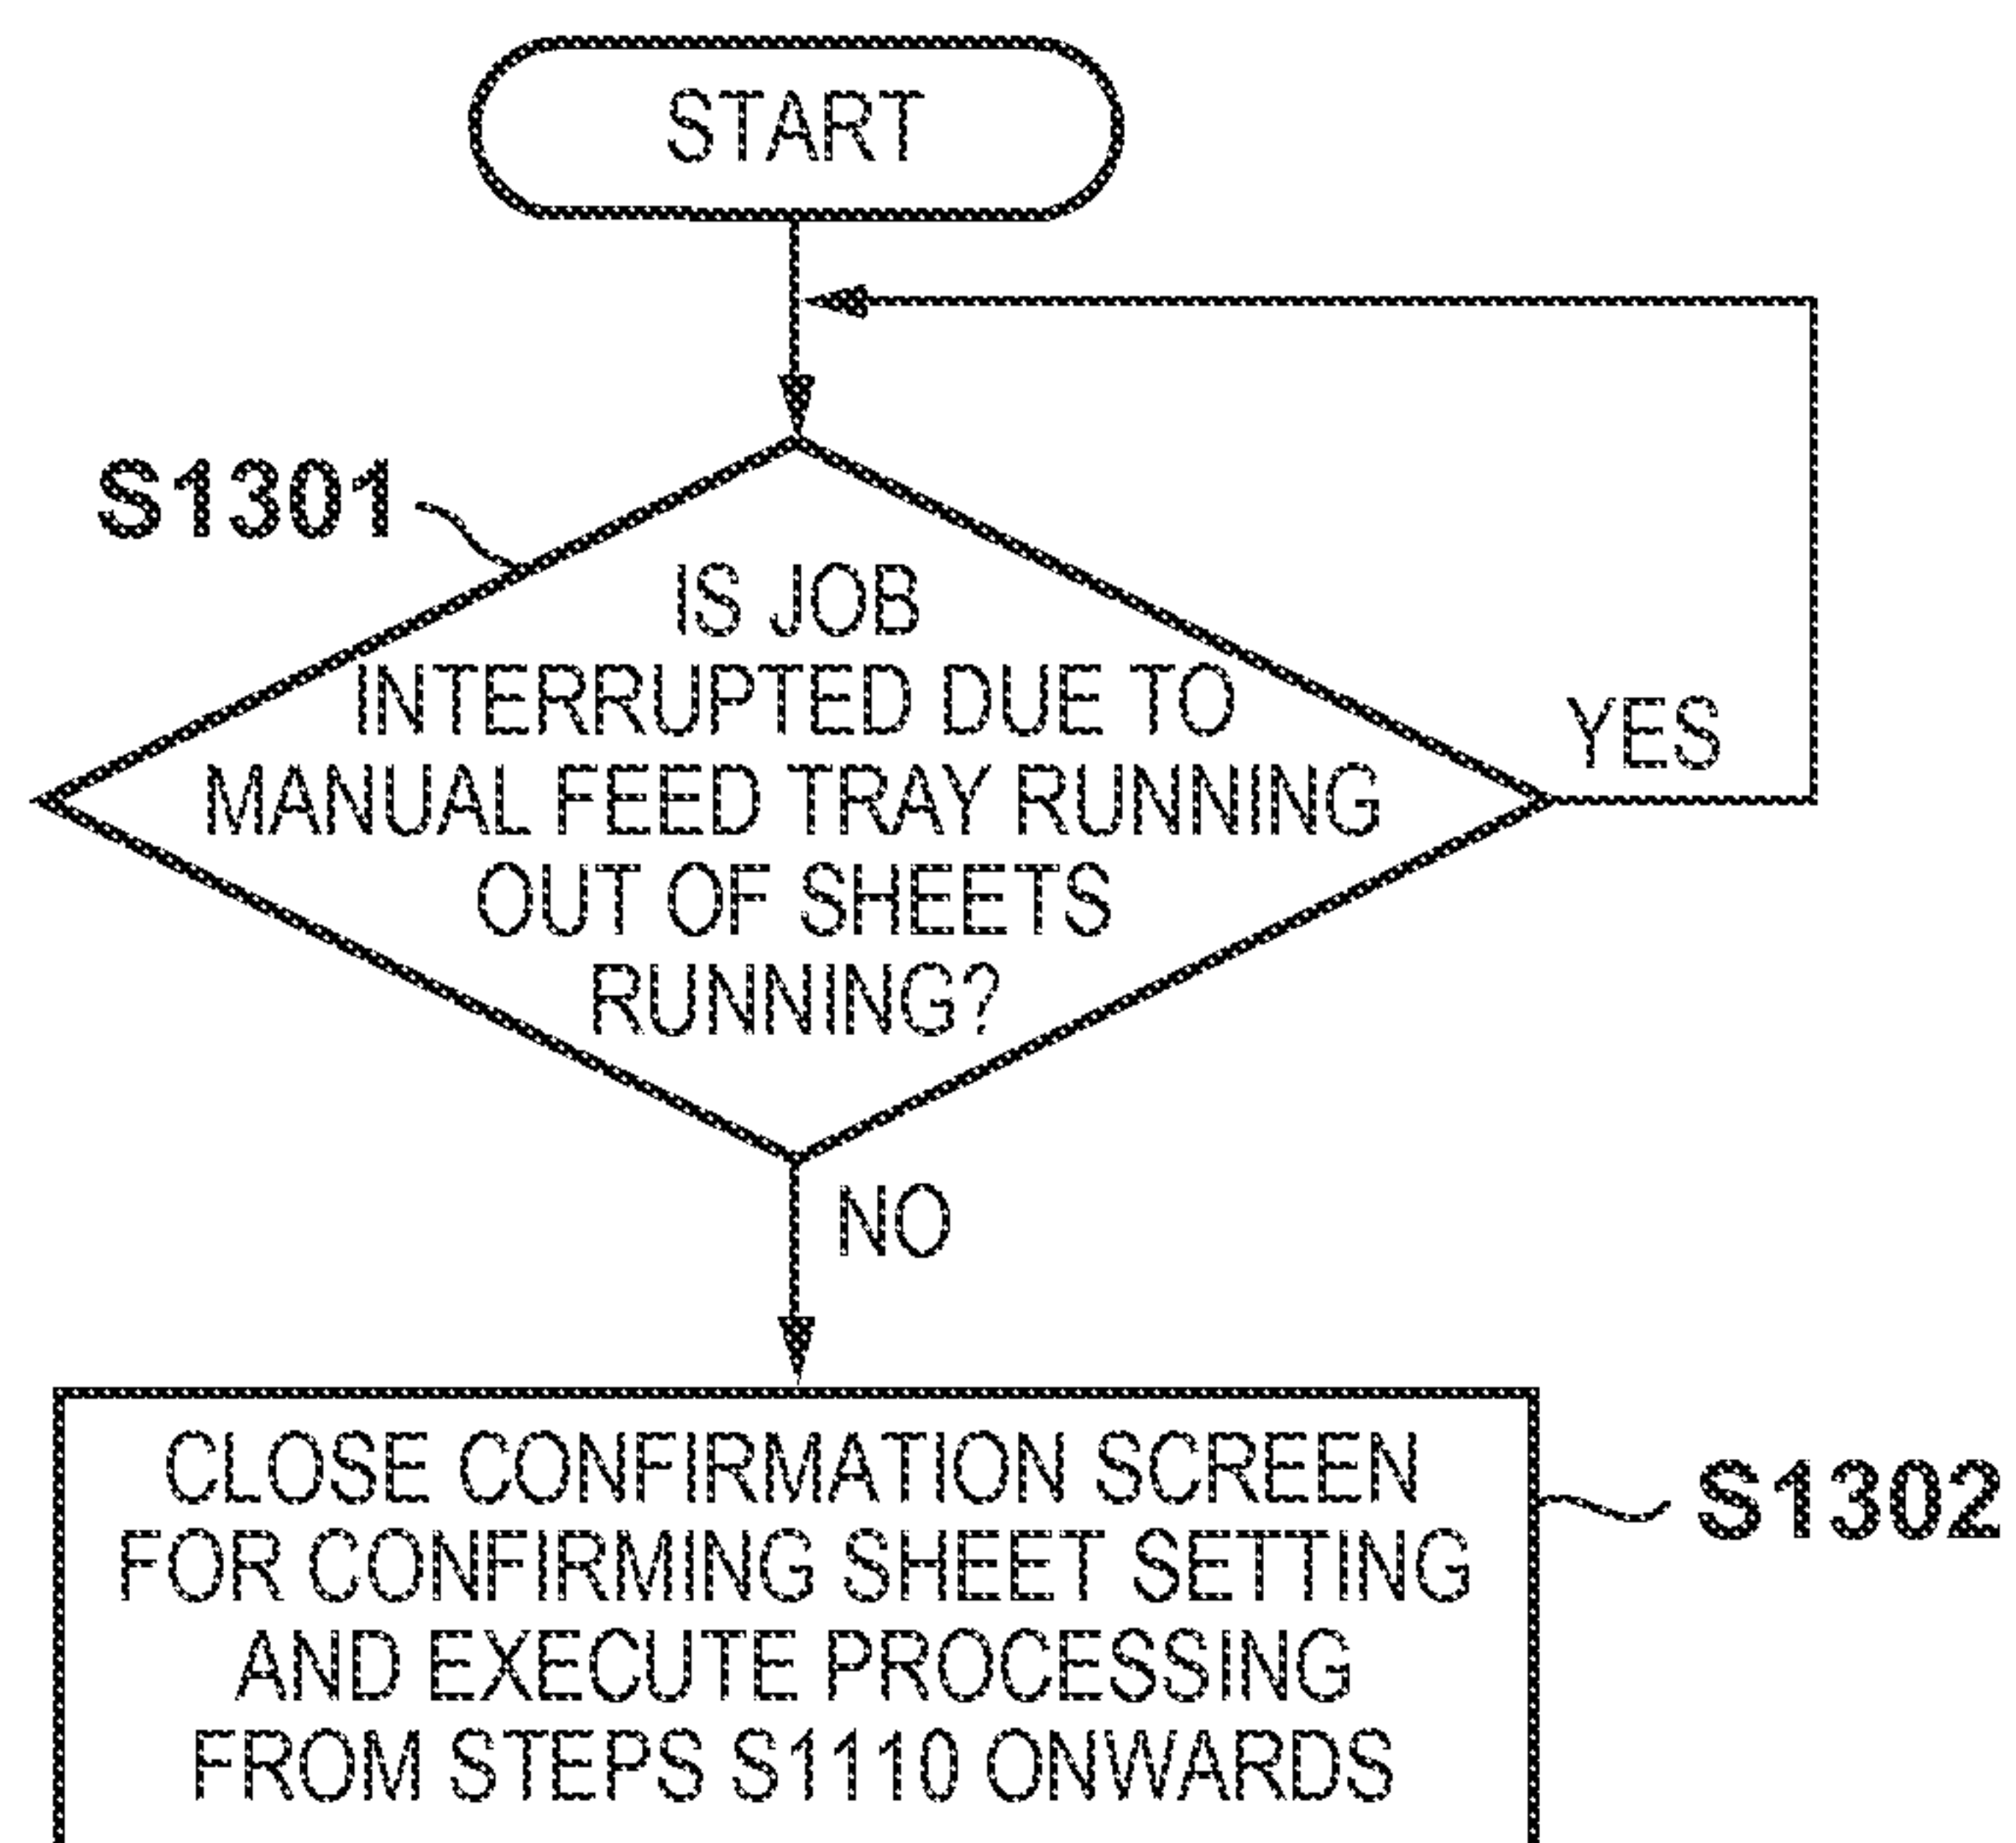 START
S1301
IS JOB
INTERRUPTED DUE TO
MANUAL FEED TRAY RUNNING
OUT OF SHEETS
RUNNING?
YES
NO
CLOSE CONFIRMATION SCREEN
FOR CONFIRMING SHEET SETTING
AND EXECUTE PROCESSING
FROM STEPS S1110 ONWARDS
S1302